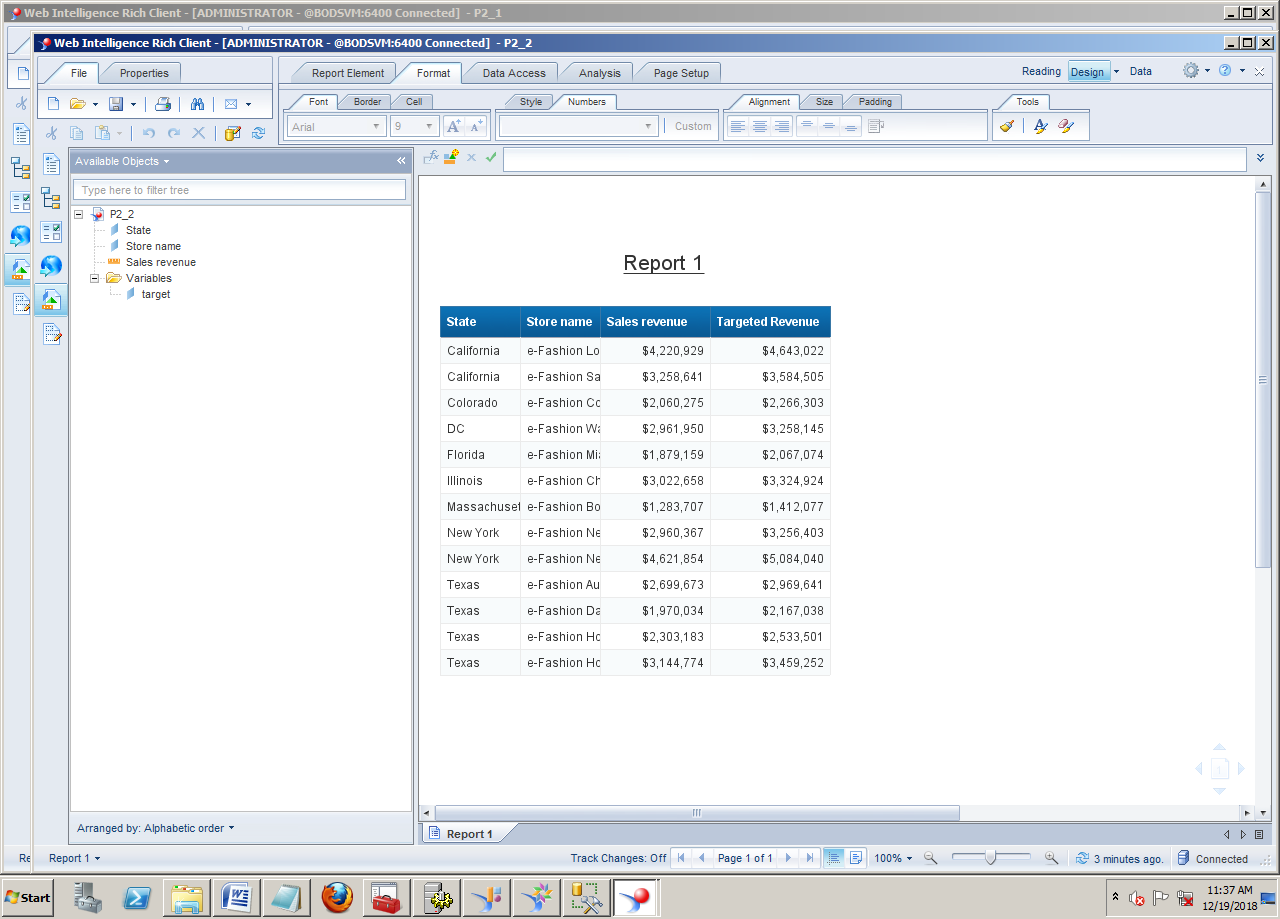 Web Intelligence Rich Client - [ADMINISTRATOR - @BODSVM:6400 Connected] - P2_1
Web Intelligence Rich Client - [ADMINISTRATOR - @BODSVM:6400 Connected] - P2_2
File Properties Report Element Format Data Access Analysis Page Setup Reading Design Data
Font Border Cell Style Numbers Alignment Size Padding Tools
Arial 9 Custom
Available Objects
Type here to filter tree
P2_2
State
Store name
Sales revenue
Variables
target
Report 1
State Store name Sales revenue Targeted Revenue
California e-Fashion Lo $4,220,929 $4,643,022
California e-Fashion Sa $3,258,641 $3,584,505
Colorado e-Fashion Co $2,060,275 $2,266,303
DC e-Fashion Wa $2,961,950 $3,258,145
Florida e-Fashion Mia $1,879,159 $2,067,074
Illinois e-Fashion Ch $3,022,658 $3,324,924
Massachuset e-Fashion Bo $1,283,707 $1,412,077
New York e-Fashion Ne $2,960,367 $3,256,403
New York e-Fashion Ne $4,621,854 $5,084,040
Texas e-Fashion Au $2,699,673 $2,969,641
Texas e-Fashion Da $1,970,034 $2,167,038
Texas e-Fashion Ho $2,303,183 $2,533,501
Texas e-Fashion Ho $3,144,774 $3,459,252
Arranged by: Alphabetic order
Report 1
Re Report 1 Track Changes: Off Page 1 of 1 100% 3 minutes ago. Connected
Start
11:37 AM
12/19/2018